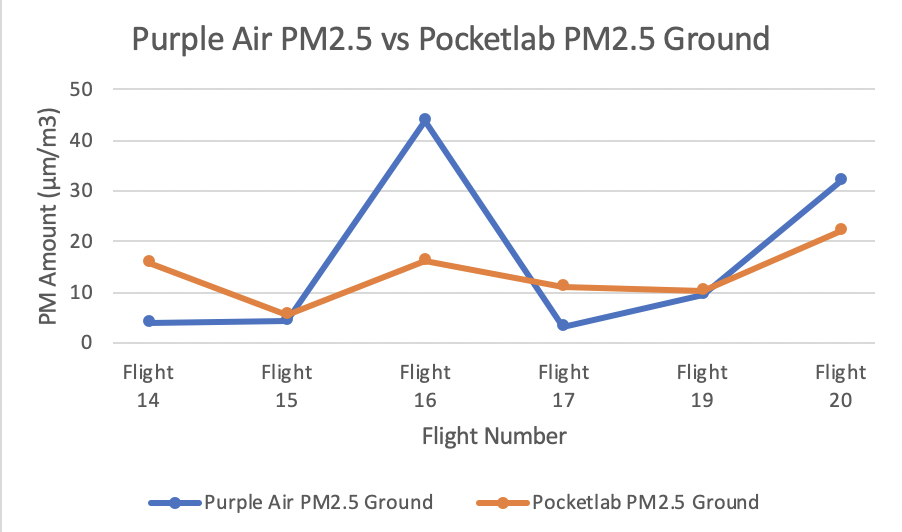 Purple Air PM2.5 vs Pocketlab PM2.5 Ground
PM Amount (µm/m3)
50
40
30
20
10
0
Flight 14
Flight 15
Flight 16
Flight 17
Flight 19
Flight 20
Flight Number
Purple Air PM2.5 Ground
Pocketlab PM2.5 Ground